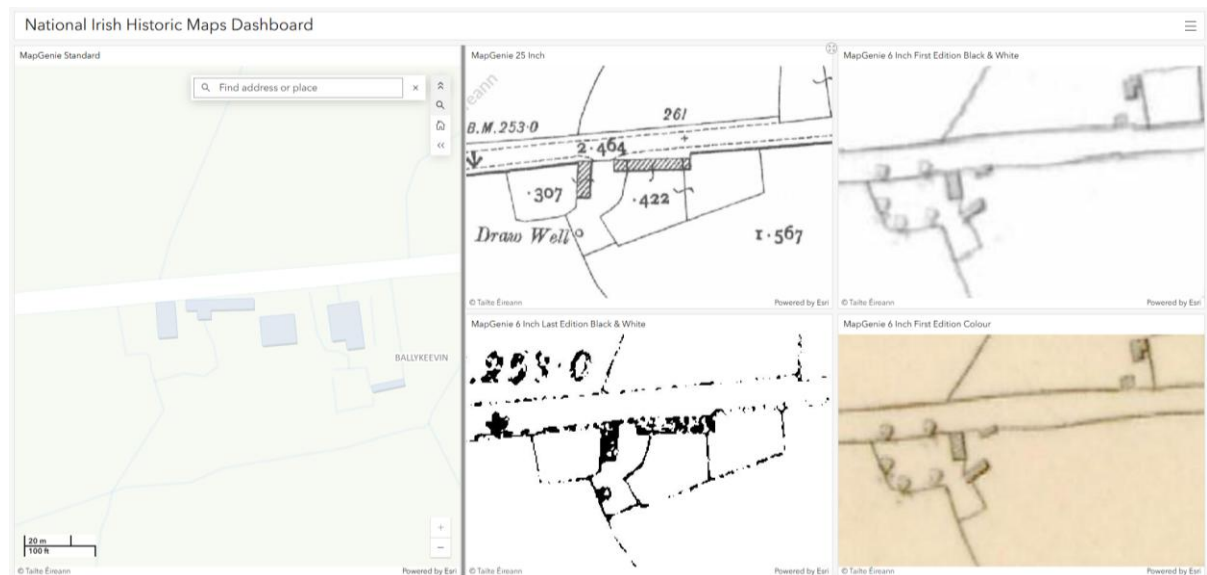 National Irish Historic Maps Dashboard
MapGenie Standard
Find address or place
BALLYKEEVIN
20 m
100 ft
© Tailte Éireann
Powered by Esri
MapGenie 25 Inch
eann
B.M.253·0
261
2·464
·307
·422
Draw Well
1·567
© Tailte Éireann
Powered by Esri
MapGenie 6 Inch First Edition Black & White
© Tailte Éireann
Powered by Esri
MapGenie 6 Inch Last Edition Black & White
.253·0
© Tailte Éireann
Powered by Esri
MapGenie 6 Inch First Edition Colour
© Tailte Éireann
Powered by Esri